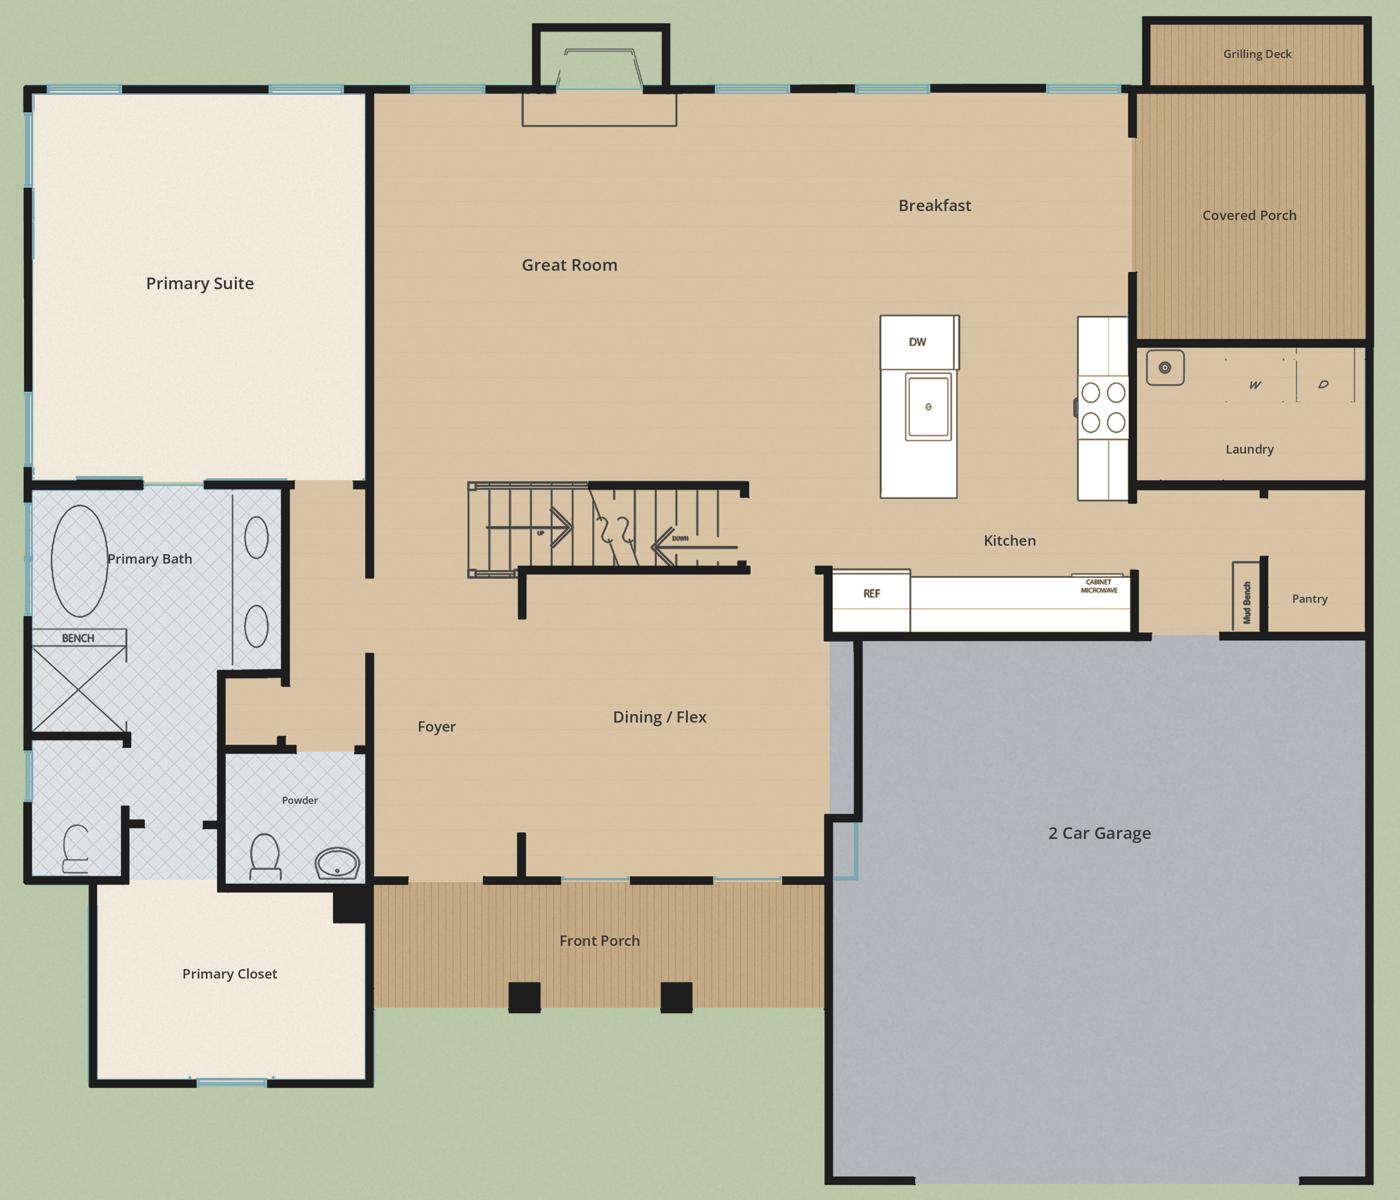 Grilling Deck
Breakfast
Covered Porch
Great Room
Primary Suite
DW
W
D
Laundry
UP
DOWN
Kitchen
Primary Bath
REF
CABINET
MICROWAVE
Mud Bench
Pantry
BENCH
Foyer
Dining / Flex
Powder
2 Car Garage
Front Porch
Primary Closet